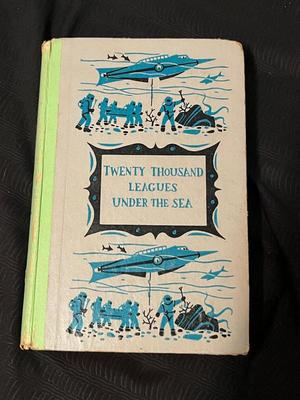 TWENTY THOUSAND
LEAGUES
UNDER THE SEA